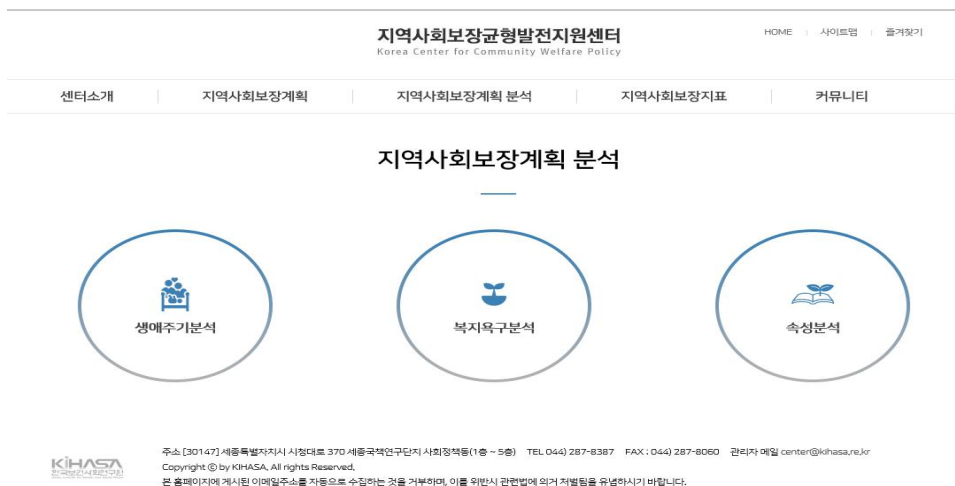 지역사회보장균형발전지원센터
Korea Center for Community Welfare Policy
HOME 사이트맵 즐겨찾기
센터소개 지역사회보장계획 지역사회보장계획 분석 지역사회보장지표 커뮤니티
지역사회보장계획 분석
생애주기분석 복지욕구분석 속성분석
KiHASA
한국보건사회연구원
주소 [30147] 세종특별자치시 시청대로 370 세종국책연구단지 사회정책동(1층 ~ 5층) TEL 044) 287-8387 FAX : 044) 287-8060 관리자 메일 center@kihasa.re.kr
Copyright ⓒ by KIHASA, All rights Reserved,
본 홈페이지에 게시된 이메일주소를 자동으로 수집하는 것을 거부하며, 이를 위반시 관련법에 의거 처벌됨을 유념하시기 바랍니다.